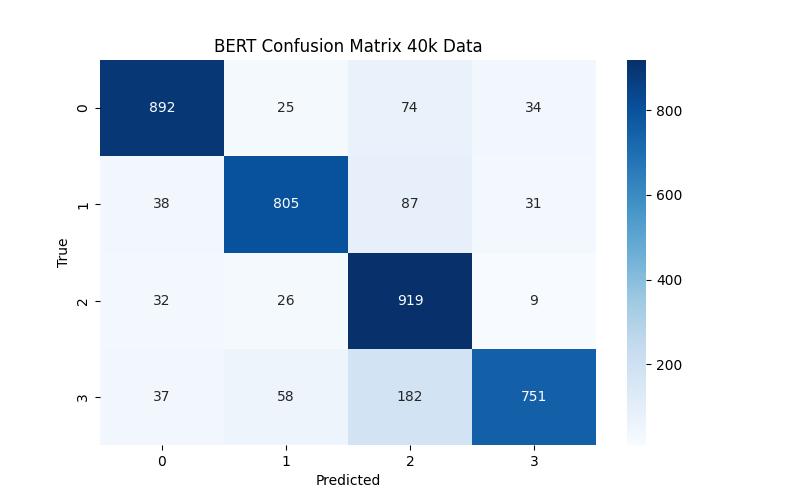 BERT Confusion Matrix 40k Data
0 892 25 74 34
1 38 805 87 31
2 32 26 919 9
3 37 58 182 751
0 1 2 3
Predicted
True
800
600
400
200